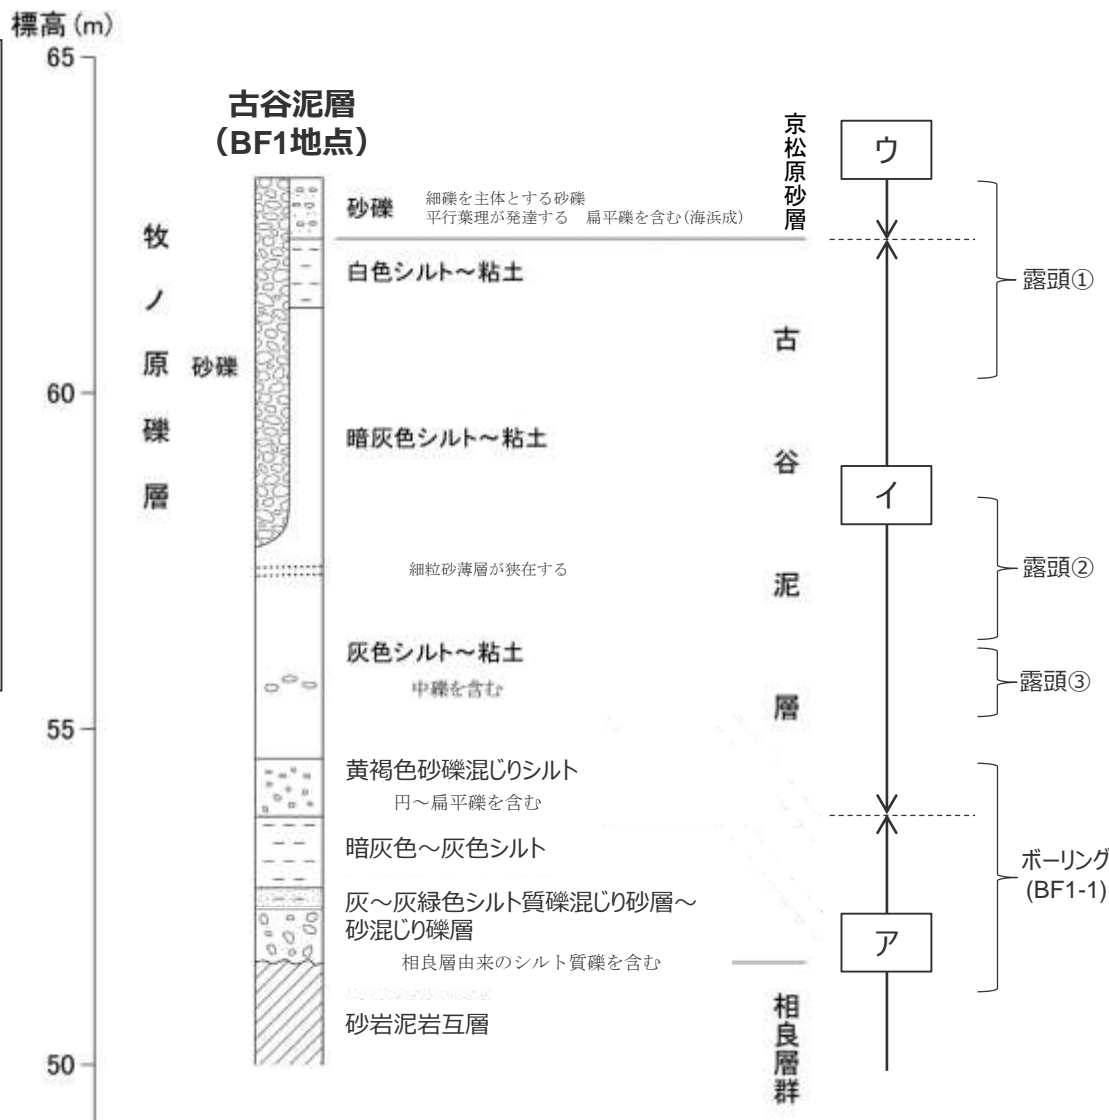 標高(m)
65
60
55
50
古谷泥層
(BF1地点)
牧ノ原礫層
砂礫
砂礫
細礫を主体とする砂礫
平行葉理が発達する 扁平礫を含む(海浜成)
白色シルト～粘土
暗灰色シルト～粘土
細粒砂薄層が狭在する
灰色シルト～粘土
中礫を含む
黄褐色砂礫混じりシルト
円～扁平礫を含む
暗灰色～灰色シルト
灰～灰緑色シルト質礫混じり砂層～
砂混じり礫層
相良層由来のシルト質礫を含む
砂岩泥岩互層
京松原砂層
古谷泥層
相良層群
ウ
イ
ア
露頭①
露頭②
露頭③
ボーリング
(BF1-1)